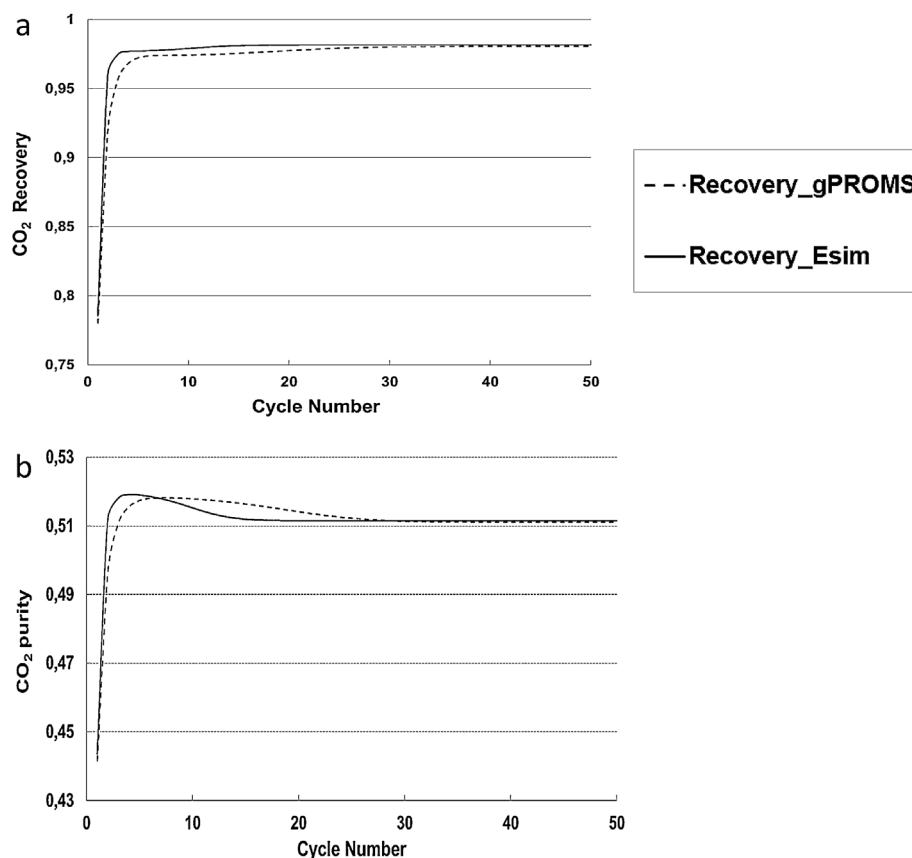 a
1
0,95
0,9
0,85
0,8
0,75
CO₂ Recovery
0 10 20 30 40 50
Cycle Number
Recovery_gPROMS
Recovery_Esim
b
0,53
0,51
0,49
0,47
0,45
0,43
CO₂ purity
0 10 20 30 40 50
Cycle Number